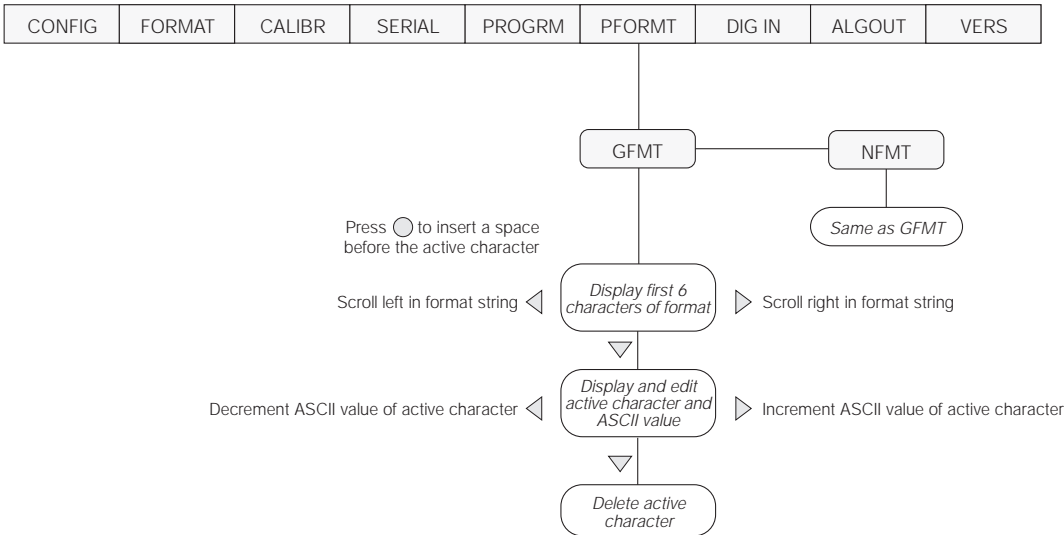 CONFIG FORMAT CALIBR SERIAL PROGRM PFORMT DIG IN ALGOUT VERS
GFMT NFMT
Same as GFMT
Press to insert a space
before the active character
Display first 6
characters of format
Scroll left in format string
Scroll right in format string
Display and edit
active character and
ASCII value
Decrement ASCII value of active character
Increment ASCII value of active character
Delete active
character